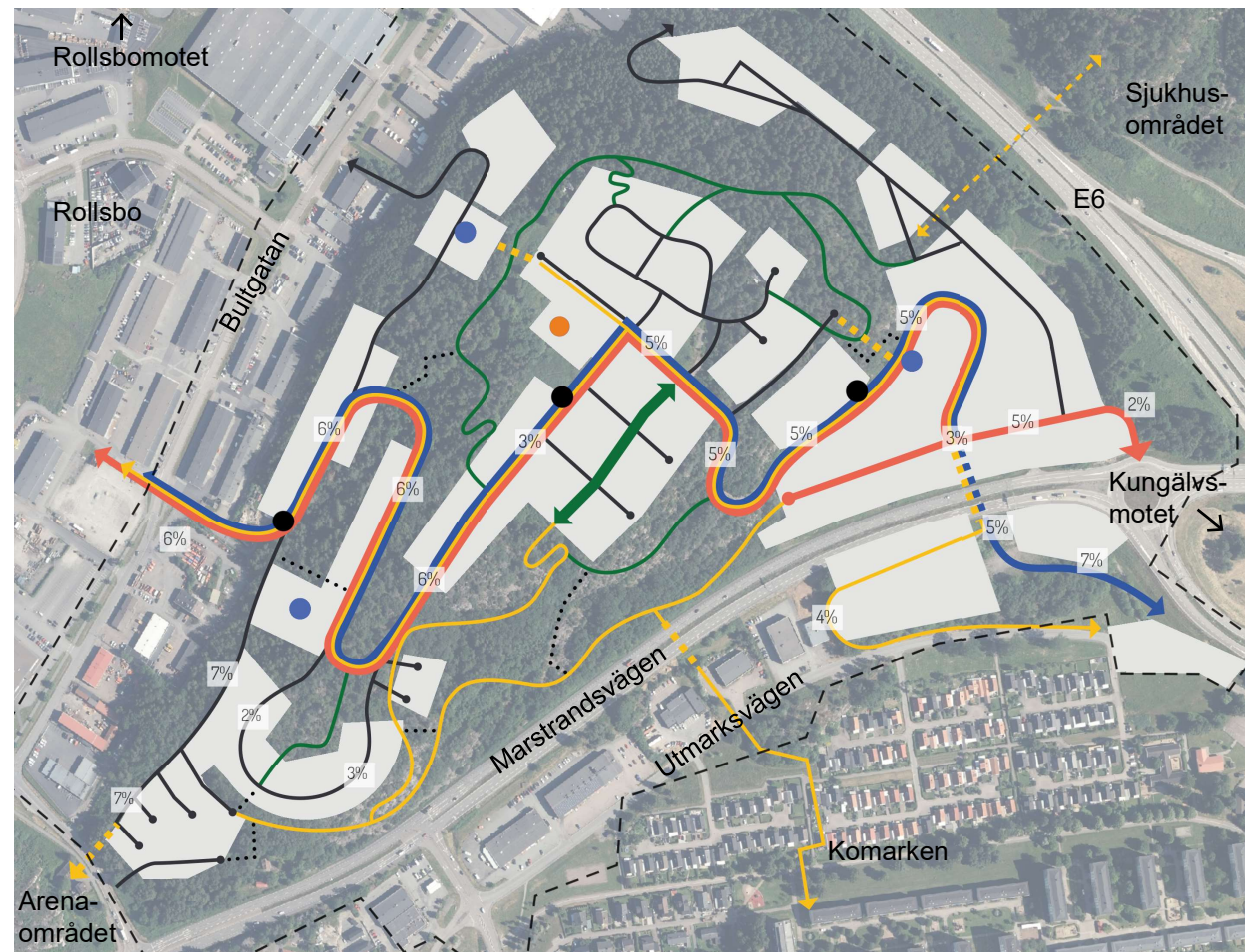 Rollsbomotet
Sjukhus-
området
Rollsbo
E6
Bultgatan
5%
5%
6%
3%
5%
5%
5%
2%
3%
6%
5%
Kungälvs-
motet
6%
5%
6%
7%
4%
7%
2%
3%
Marstrandsvägen
Utmarksvägen
7%
Komarken
Arena-
området